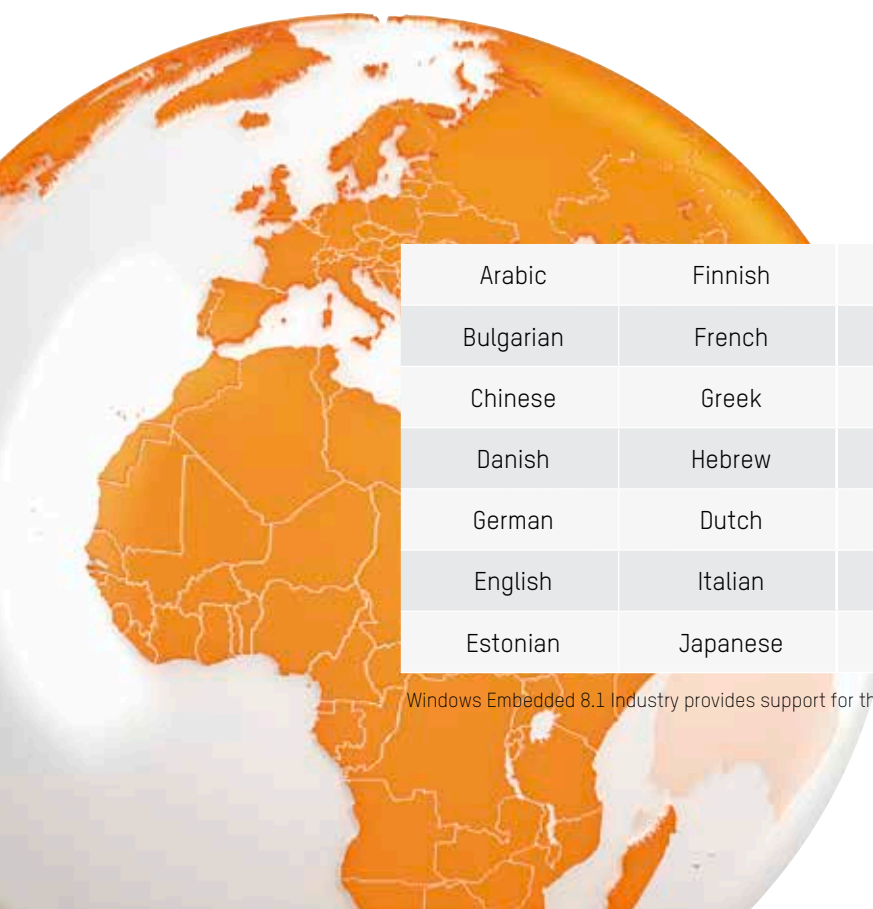 Arabic Finnish
Bulgarian French
Chinese Greek
Danish Hebrew
German Dutch
English Italian
Estonian Japanese
Windows Embedded 8.1 Industry provides support for th